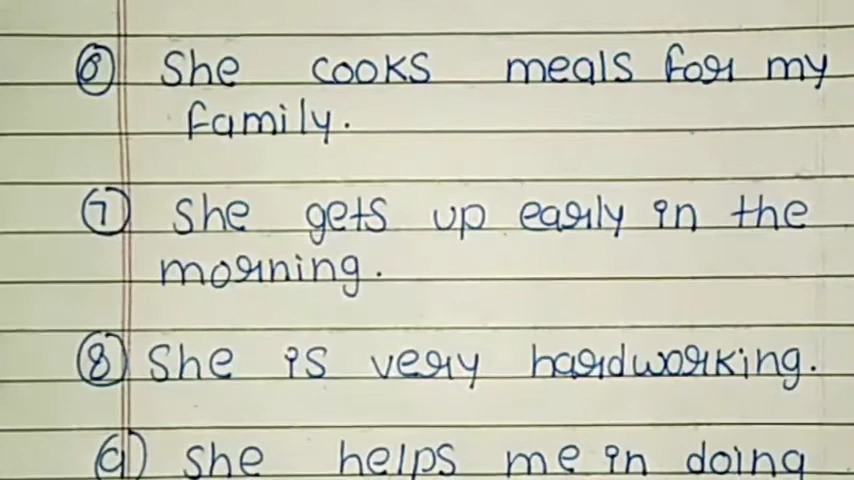 ⑥ She cooks meals for my
family.
⑦ She gets up early in the
morning.
⑧ She is very hardworking.
⑨ She helps me in doing